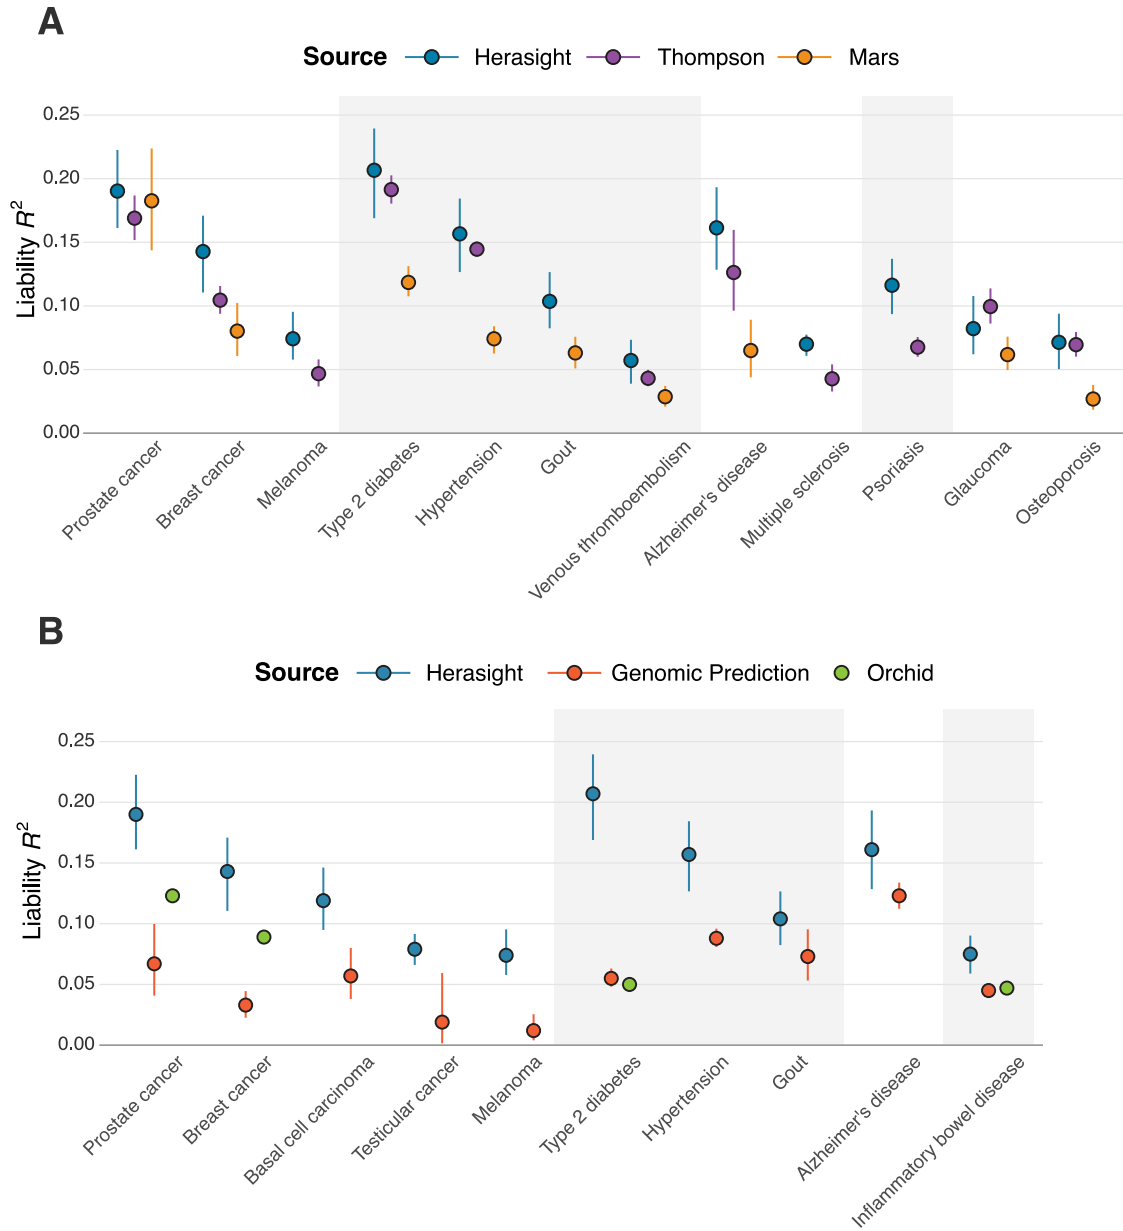 A
Source Herasight Thompson Mars
Liability R²
0.25
0.20
0.15
0.10
0.05
0.00
Prostate cancer
Breast cancer
Melanoma
Type 2 diabetes
Hypertension
Gout
Venous thromboembolism
Alzheimer's disease
Multiple sclerosis
Psoriasis
Glaucoma
Osteoporosis
B
Source Herasight Genomic Prediction Orchid
Liability R²
0.25
0.20
0.15
0.10
0.05
0.00
Prostate cancer
Breast cancer
Basal cell carcinoma
Testicular cancer
Melanoma
Type 2 diabetes
Hypertension
Gout
Alzheimer's disease
Inflammatory bowel disease